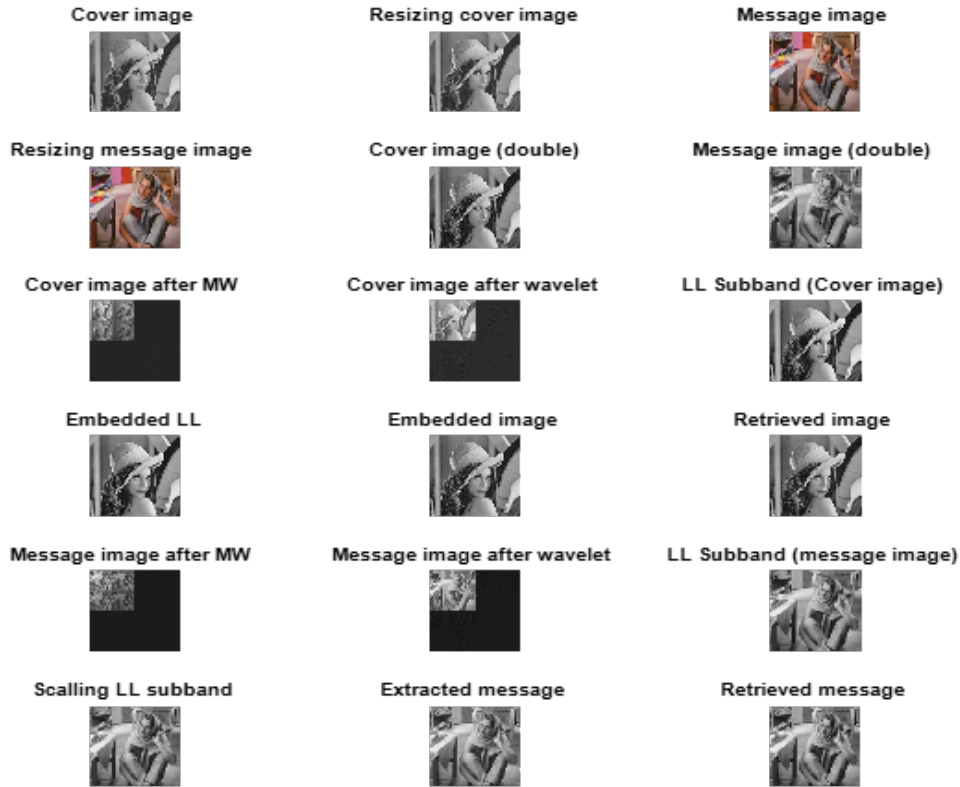 Cover image
Resizing cover image
Message image
Resizing message image
Cover image (double)
Message image (double)
Cover image after MW
Cover image after wavelet
LL Subband (Cover image)
Embedded LL
Embedded image
Retrieved image
Message image after MW
Message image after wavelet
LL Subband (message image)
Scalling LL subband
Extracted message
Retrieved message